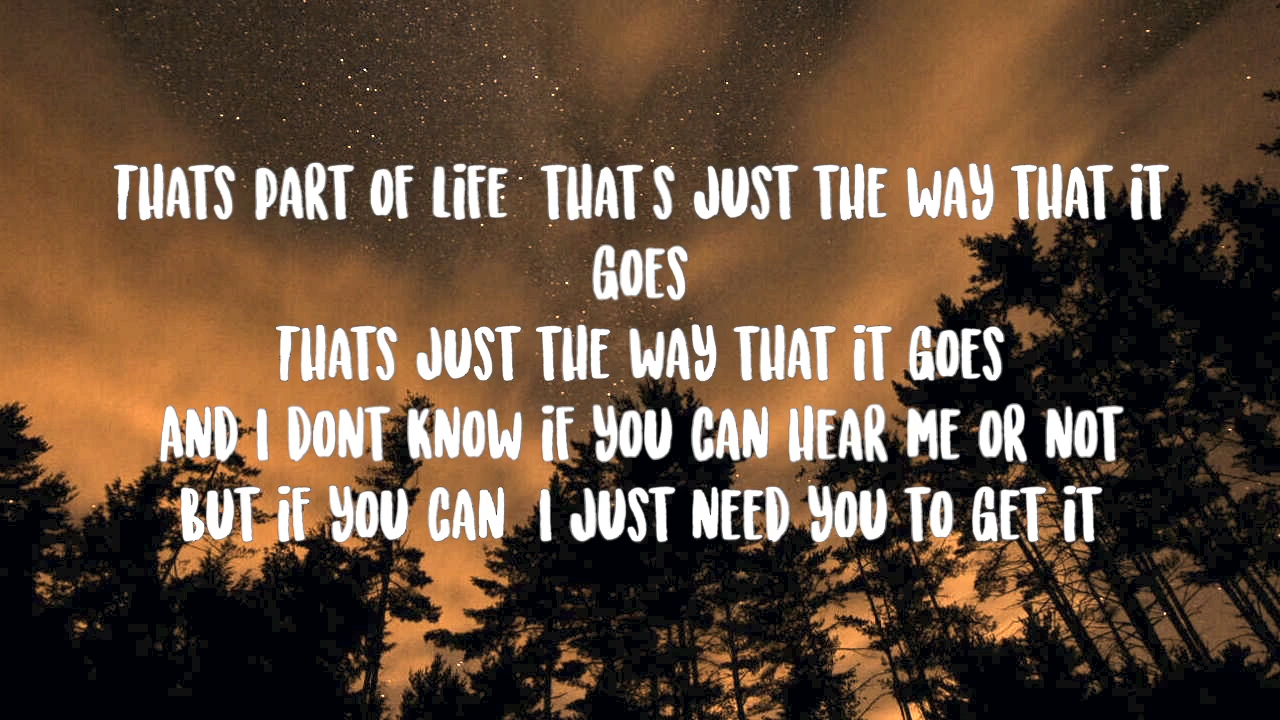 THATS PART OF LiFE THAT'S JUST THE WAY THAT iT
GOES
THATS JUST THE WAY THAT iT GOES
AND I DONT KNOW iF YOU CAN HEAR ME OR NOT
BUT iF YOU CAN I JUST NEED YOU TO GET iT